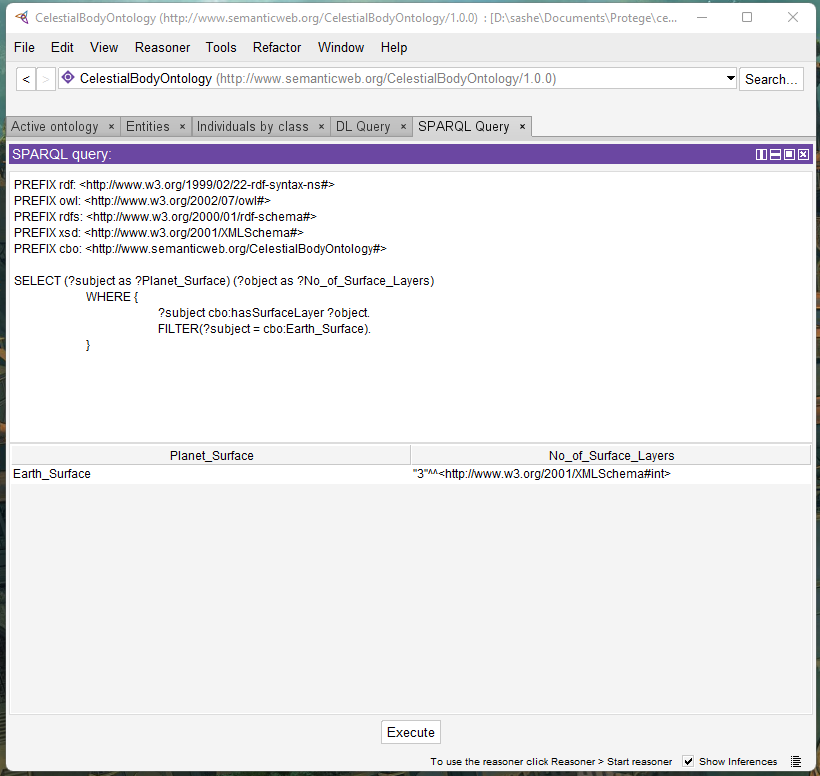 CelestialBodyOntology (http://www.semanticweb.org/CelestialBodyOntology/1.0.0) : [D:\sashe\Documents\Protege\ce...
File Edit View Reasoner Tools Refactor Window Help
< > CelestialBodyOntology (http://www.semanticweb.org/CelestialBodyOntology/1.0.0) Search...
Active ontology × Entities × Individuals by class × DL Query × SPARQL Query ×
SPARQL query:
PREFIX rdf: <http://www.w3.org/1999/02/22-rdf-syntax-ns#>
PREFIX owl: <http://www.w3.org/2002/07/owl#>
PREFIX rdfs: <http://www.w3.org/2000/01/rdf-schema#>
PREFIX xsd: <http://www.w3.org/2001/XMLSchema#>
PREFIX cbo: <http://www.semanticweb.org/CelestialBodyOntology#>
SELECT (?subject as ?Planet_Surface) (?object as ?No_of_Surface_Layers)
WHERE {
?subject cbo:hasSurfaceLayer ?object.
FILTER(?subject = cbo:Earth_Surface).
}
Planet_Surface No_of_Surface_Layers
Earth_Surface "3"^^<http://www.w3.org/2001/XMLSchema#int>
Execute
To use the reasoner click Reasoner > Start reasoner Show Inferences